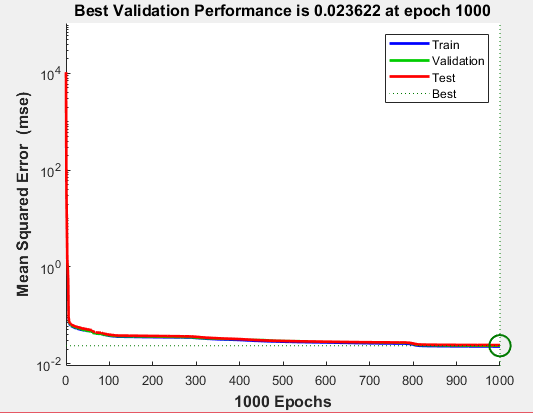 Best Validation Performance is 0.023622 at epoch 1000
Mean Squared Error (mse)
10^4
10^2
10^0
10^-2
Train
Validation
Test
Best
0 100 200 300 400 500 600 700 800 900 1000
1000 Epochs